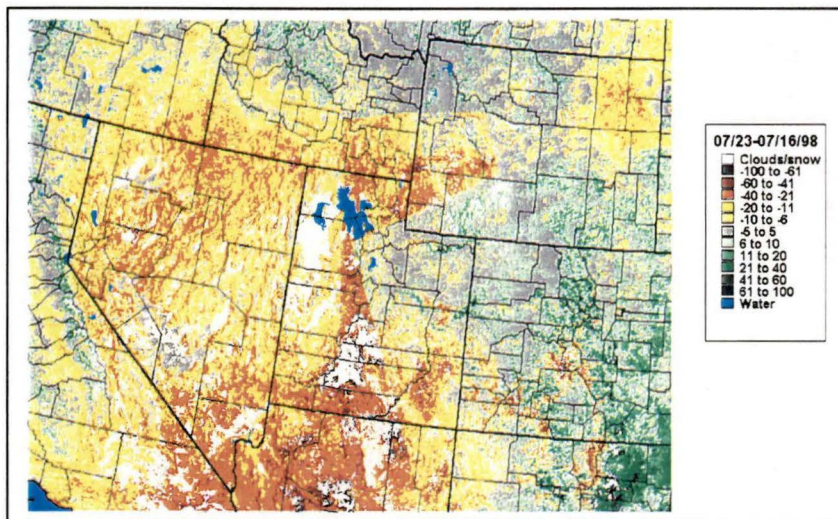 07/23-07/16/98
Clouds/snow
-100 to -61
-60 to -41
-40 to -21
-20 to -11
-10 to -6
-5 to 5
6 to 10
11 to 20
21 to 40
41 to 60
61 to 100
Water